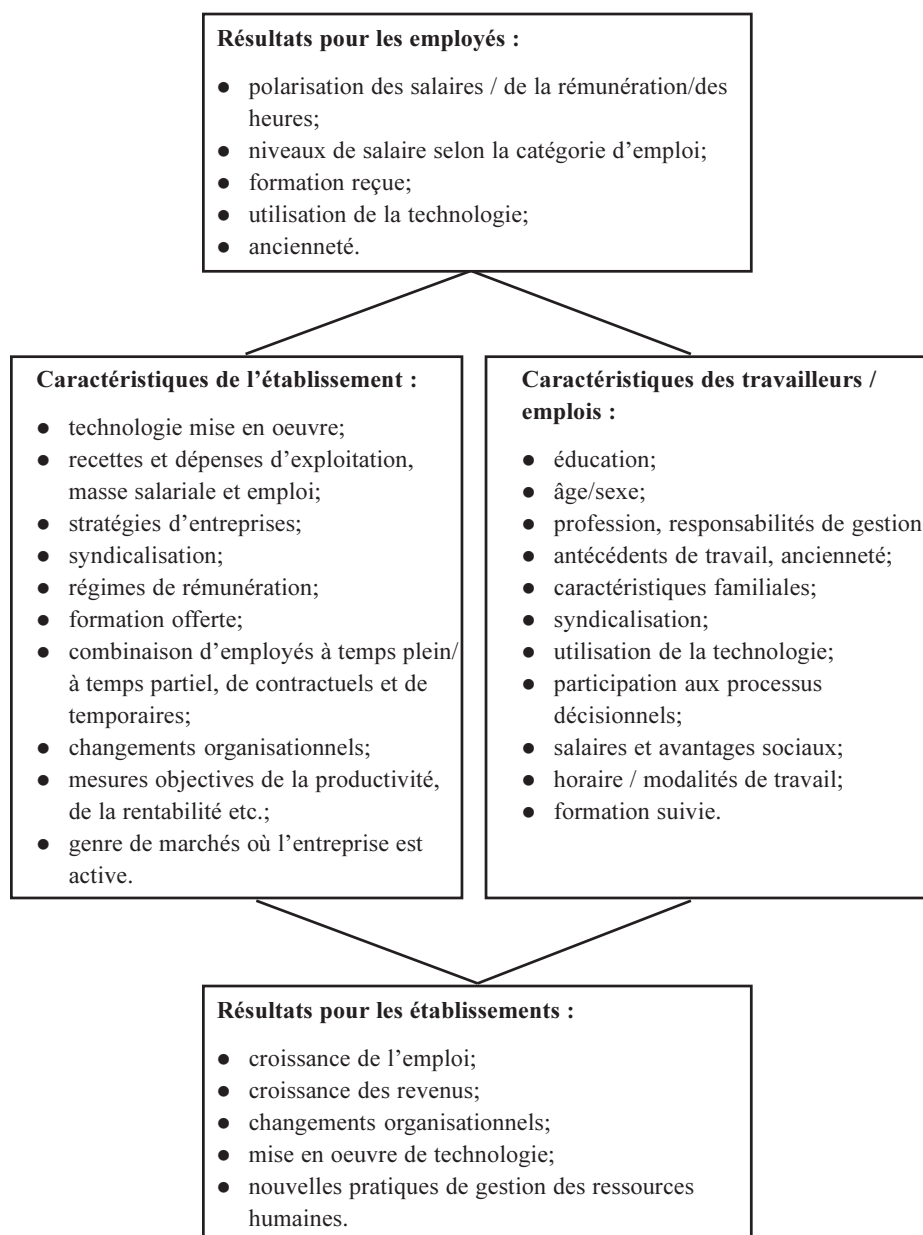 Résultats pour les employés :
● polarisation des salaires / de la rémunération/des
heures;
● niveaux de salaire selon la catégorie d’emploi;
● formation reçue;
● utilisation de la technologie;
● ancienneté.
Caractéristiques de l’établissement :
● technologie mise en oeuvre;
● recettes et dépenses d’exploitation,
masse salariale et emploi;
● stratégies d’entreprises;
● syndicalisation;
● régimes de rémunération;
● formation offerte;
● combinaison d’employés à temps plein/
à temps partiel, de contractuels et de
temporaires;
● changements organisationnels;
● mesures objectives de la productivité,
de la rentabilité etc.;
● genre de marchés où l’entreprise est
active.
Caractéristiques des travailleurs /
emplois :
● éducation;
● âge/sexe;
● profession, responsabilités de gestion
● antécédents de travail, ancienneté;
● caractéristiques familiales;
● syndicalisation;
● utilisation de la technologie;
● participation aux processus
décisionnels;
● salaires et avantages sociaux;
● horaire / modalités de travail;
● formation suivie.
Résultats pour les établissements :
● croissance de l’emploi;
● croissance des revenus;
● changements organisationnels;
● mise en oeuvre de technologie;
● nouvelles pratiques de gestion des ressources
humaines.